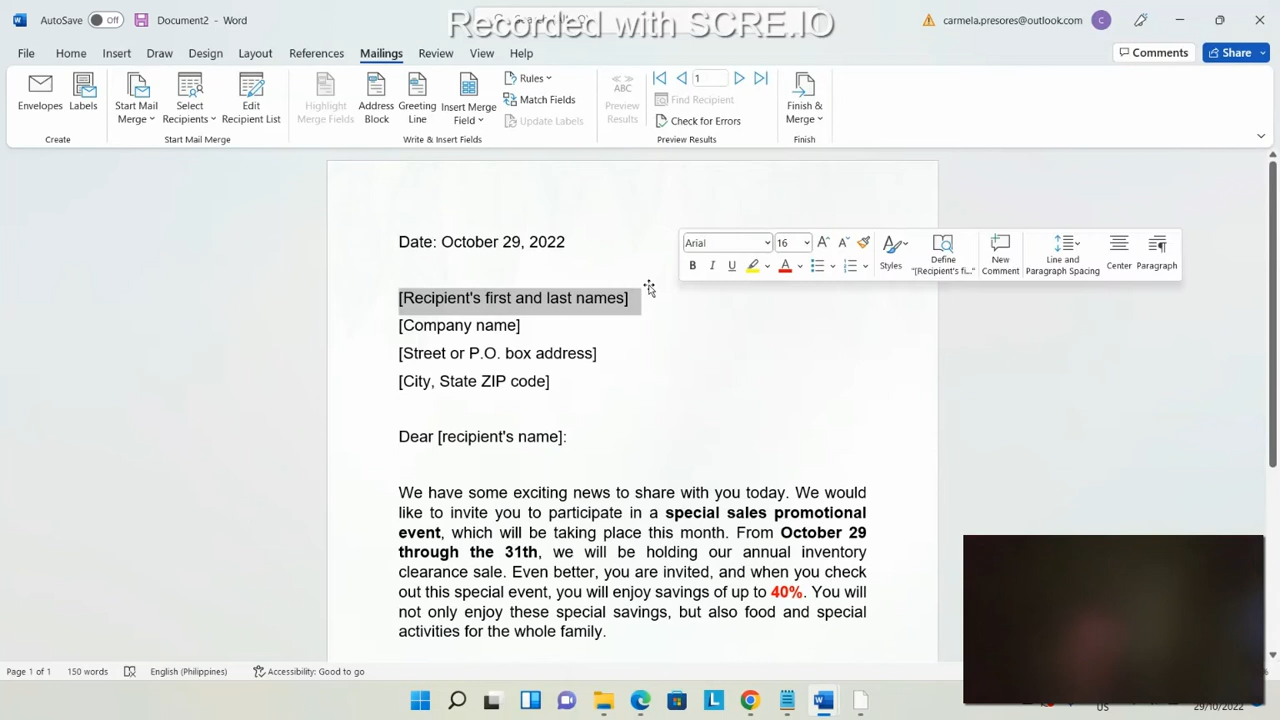 AutoSave Off Document2 - Word
Recorded with SCRE.IO
carmela.presores@outlook.com C
File Home Insert Draw Design Layout References Mailings Review View Help
Comments Share
Envelopes Labels Start Mail Merge Select Recipients Edit Recipient List Highlight Merge Fields Address Block Greeting Line Insert Merge Field Rules Match Fields Update Labels
ABC Preview Results 1 Find Recipient Check for Errors Finish & Merge
Create Start Mail Merge Write & Insert Fields Preview Results Finish
Date: October 29, 2022
Arial 16 A A Styles Define "[Recipient's fi... New Comment Line and Paragraph Spacing Center Paragraph
B I U A
[Recipient's first and last names]
[Company name]
[Street or P.O. box address]
[City, State ZIP code]
Dear [recipient's name]:
We have some exciting news to share with you today. We would
like to invite you to participate in a special sales promotional
event, which will be taking place this month. From October 29
through the 31th, we will be holding our annual inventory
clearance sale. Even better, you are invited, and when you check
out this special event, you will enjoy savings of up to 40%. You will
not only enjoy these special savings, but also food and special
activities for the whole family.
Page 1 of 1 150 words English (Philippines) Accessibility: Good to go
US 29/10/2022